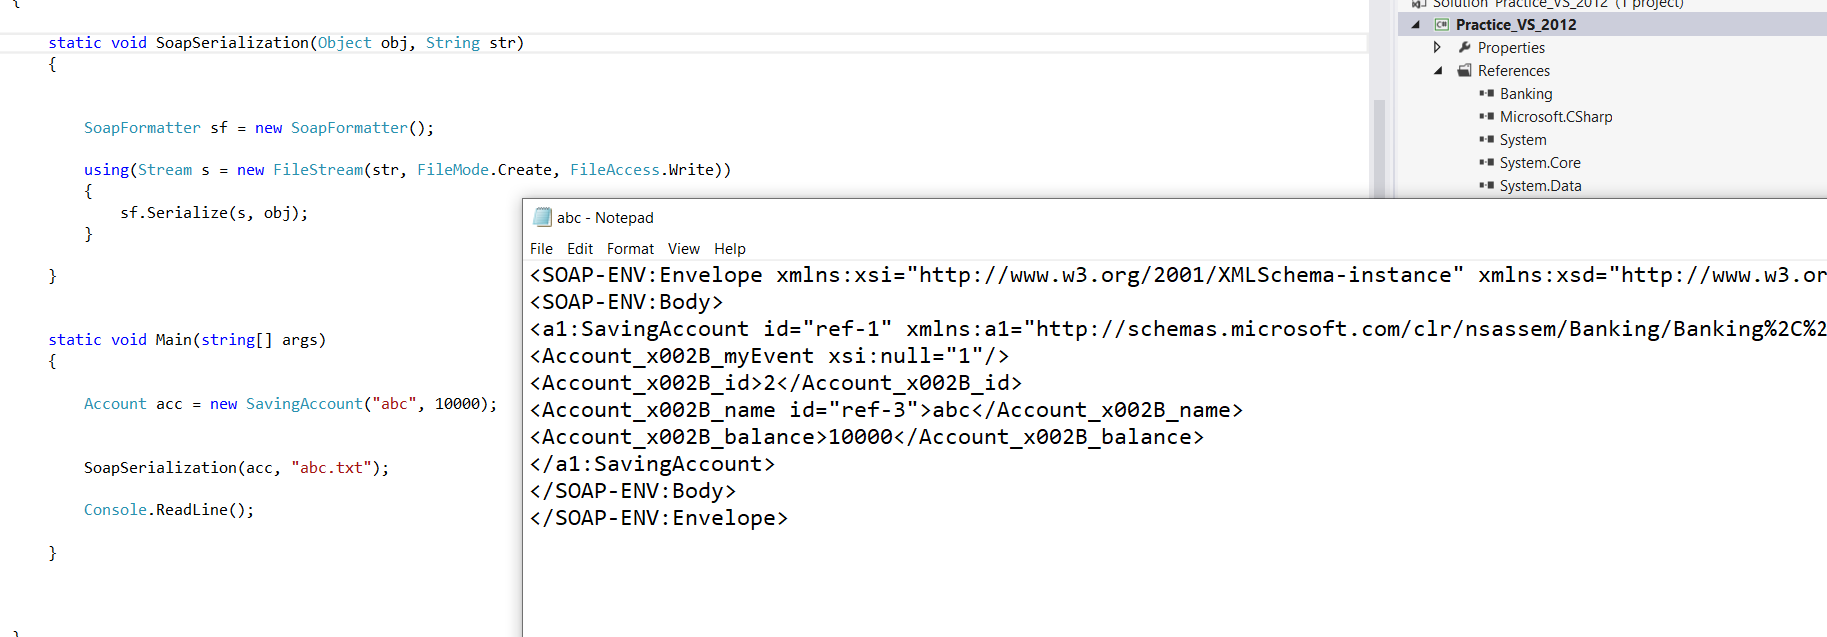 {
static void SoapSerialization(Object obj, String str)
{
SoapFormatter sf = new SoapFormatter();
using(Stream s = new FileStream(str, FileMode.Create, FileAccess.Write))
{
sf.Serialize(s, obj);
}
}
static void Main(string[] args)
{
Account acc = new SavingAccount("abc", 10000);
SoapSerialization(acc, "abc.txt");
Console.ReadLine();
}
}
Solution 'Practice_VS_2012' (1 project)
Practice_VS_2012
Properties
References
Banking
Microsoft.CSharp
System
System.Core
System.Data
abc - Notepad
File Edit Format View Help
<SOAP-ENV:Envelope xmlns:xsi="http://www.w3.org/2001/XMLSchema-instance" xmlns:xsd="http://www.w3.or
<SOAP-ENV:Body>
<a1:SavingAccount id="ref-1" xmlns:a1="http://schemas.microsoft.com/clr/nsassem/Banking/Banking%2C%2
<Account_x002B_myEvent xsi:null="1"/>
<Account_x002B_id>2</Account_x002B_id>
<Account_x002B_name id="ref-3">abc</Account_x002B_name>
<Account_x002B_balance>10000</Account_x002B_balance>
</a1:SavingAccount>
</SOAP-ENV:Body>
</SOAP-ENV:Envelope>